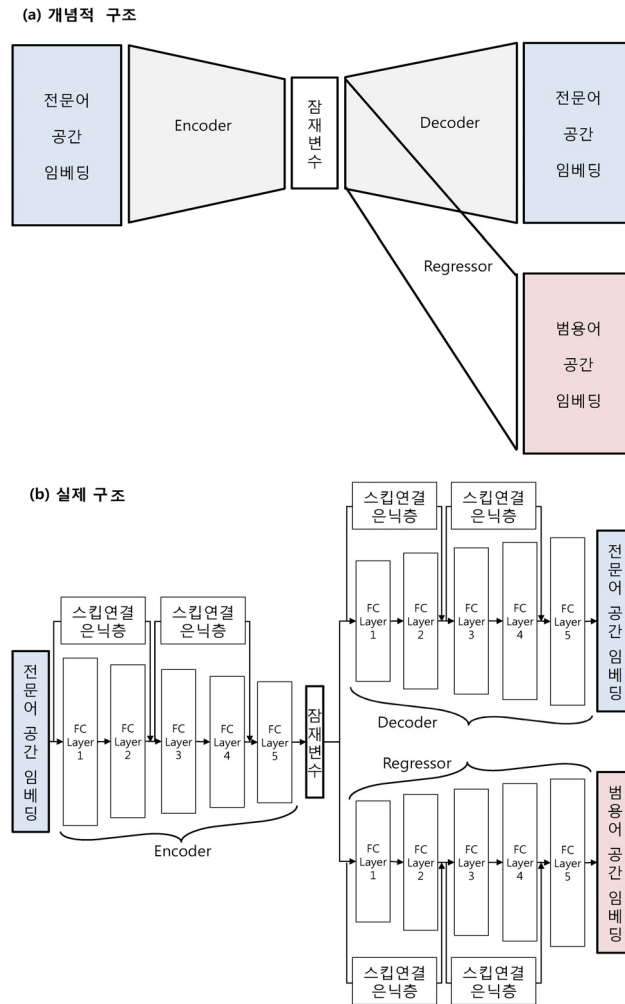 (a) 개념적 구조
전문어
공간
임베딩
Encoder
잠재변수
Decoder
전문어
공간
임베딩
Regressor
범용어
공간
임베딩
(b) 실제 구조
스킵연결
은닉층
스킵연결
은닉층
전문어 공간 임베딩
FC
Layer
1
FC
Layer
2
FC
Layer
3
FC
Layer
4
FC
Layer
5
Encoder
잠재변수
스킵연결
은닉층
스킵연결
은닉층
FC
Layer
1
FC
Layer
2
FC
Layer
3
FC
Layer
4
FC
Layer
5
전문어 공간 임베딩
Decoder
Regressor
FC
Layer
1
FC
Layer
2
FC
Layer
3
FC
Layer
4
FC
Layer
5
범용어 공간 임베딩
스킵연결
은닉층
스킵연결
은닉층